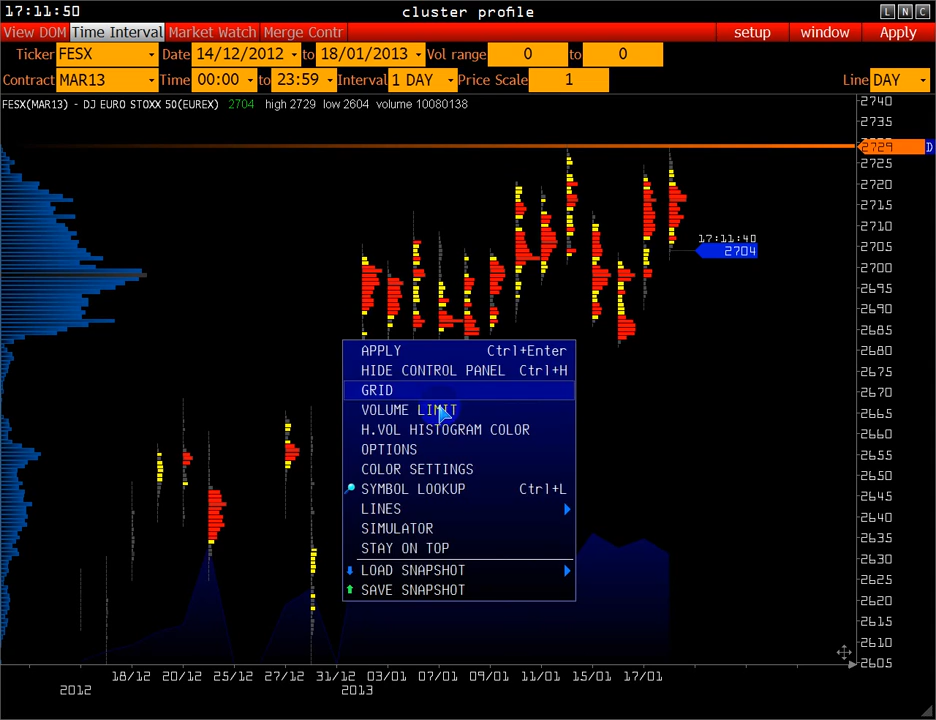 17:11:50 cluster profile L N C
View DOM Time Interval Market Watch Merge Contr setup window Apply
Ticker FESX Date 14/12/2012 to 18/01/2013 Vol range 0 to 0
Contract MAR13 Time 00:00 to 23:59 Interval 1 DAY Price Scale 1 Line DAY
FESX(MAR13) - DJ EURO STOXX 50(EUREX) 2704 high 2729 low 2604 volume 10080138
2740
2735
2729 D
2725
2720
2715
2710
17:11:40
2705
2704
2700
2695
2690
2685
2680
2675
2670
2665
2660
2655
2650
2645
2640
2635
2630
2625
2620
2615
2610
2605
APPLY Ctrl+Enter
HIDE CONTROL PANEL Ctrl+H
GRID
VOLUME LIMIT
H.VOL HISTOGRAM COLOR
OPTIONS
COLOR SETTINGS
SYMBOL LOOKUP Ctrl+L
LINES
SIMULATOR
STAY ON TOP
LOAD SNAPSHOT
SAVE SNAPSHOT
18/12 20/12 25/12 27/12 31/12 03/01 07/01 09/01 11/01 15/01 17/01
2012 2013